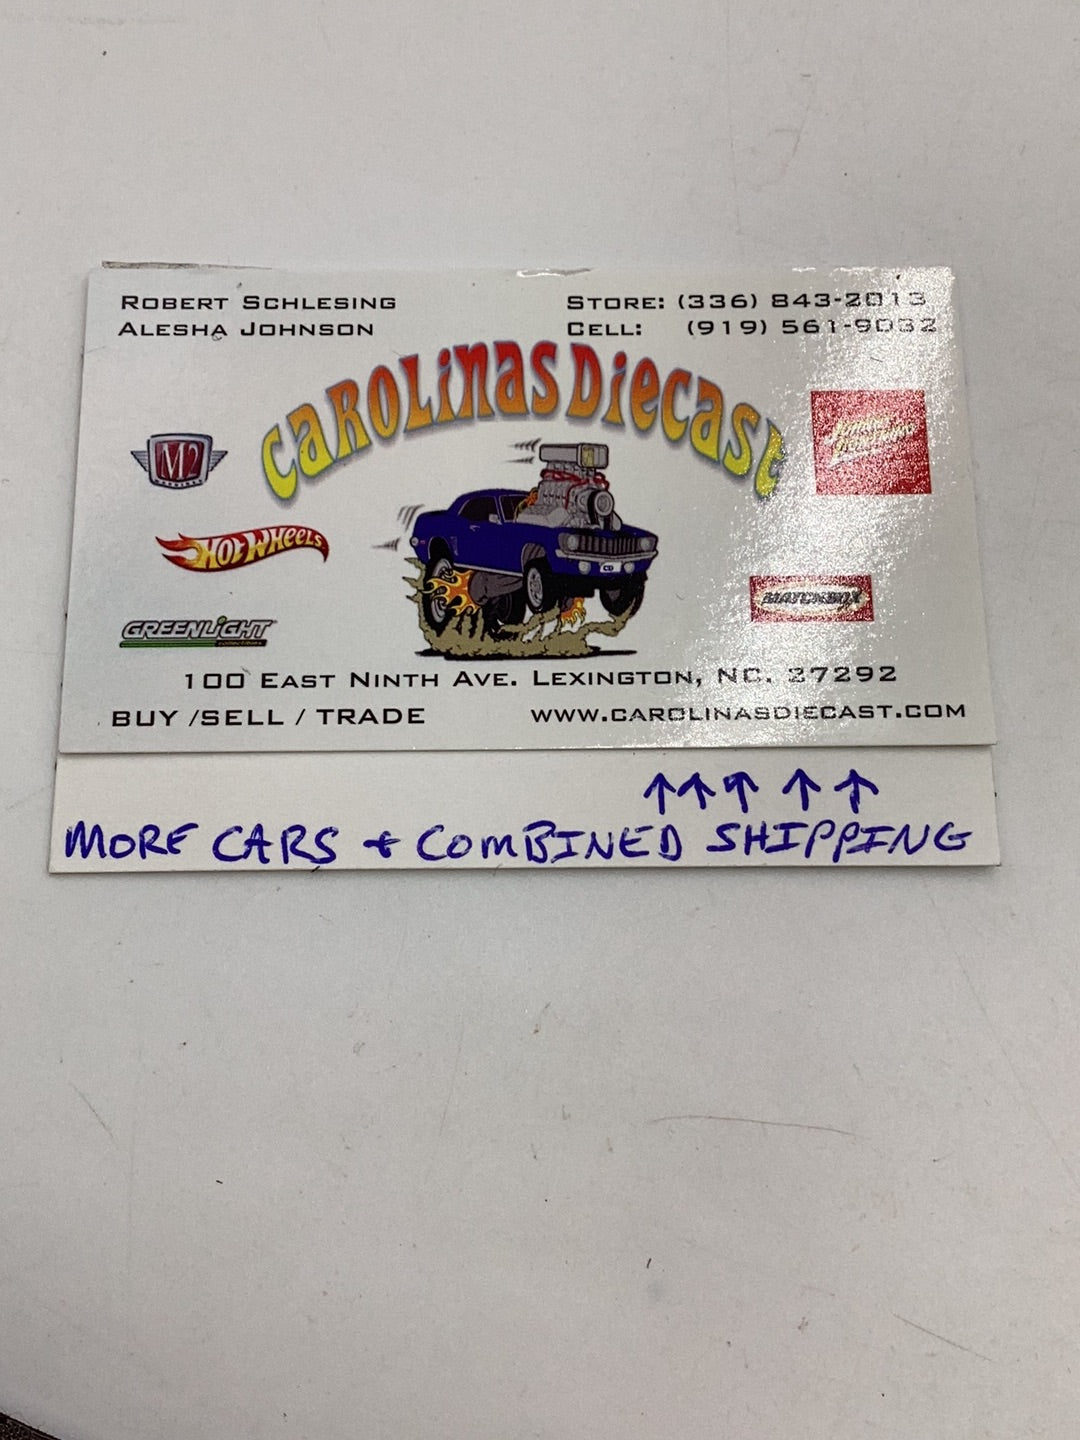 ROBERT SCHLESING
ALESHA JOHNSON
STORE: (336) 843-2013
CELL: (919) 561-9032
CAROLINAS DIECAST
M2
HOT WHEELS
GREENLIGHT
MATCHBOX
CD
100 EAST NINTH AVE. LEXINGTON, NC. 27292
BUY /SELL / TRADE
WWW.CAROLINASDIECAST.COM
MORE CARS + COMBINED SHIPPING